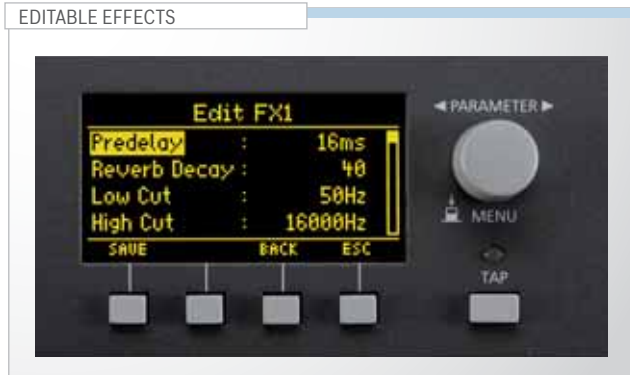 EDITABLE EFFECTS
Edit FX1
◄ PARAMETER ►
Predelay : 16ms
Reverb Decay : 40
Low Cut : 50Hz
High Cut : 16000Hz
MENU
SAVE BACK ESC
TAP